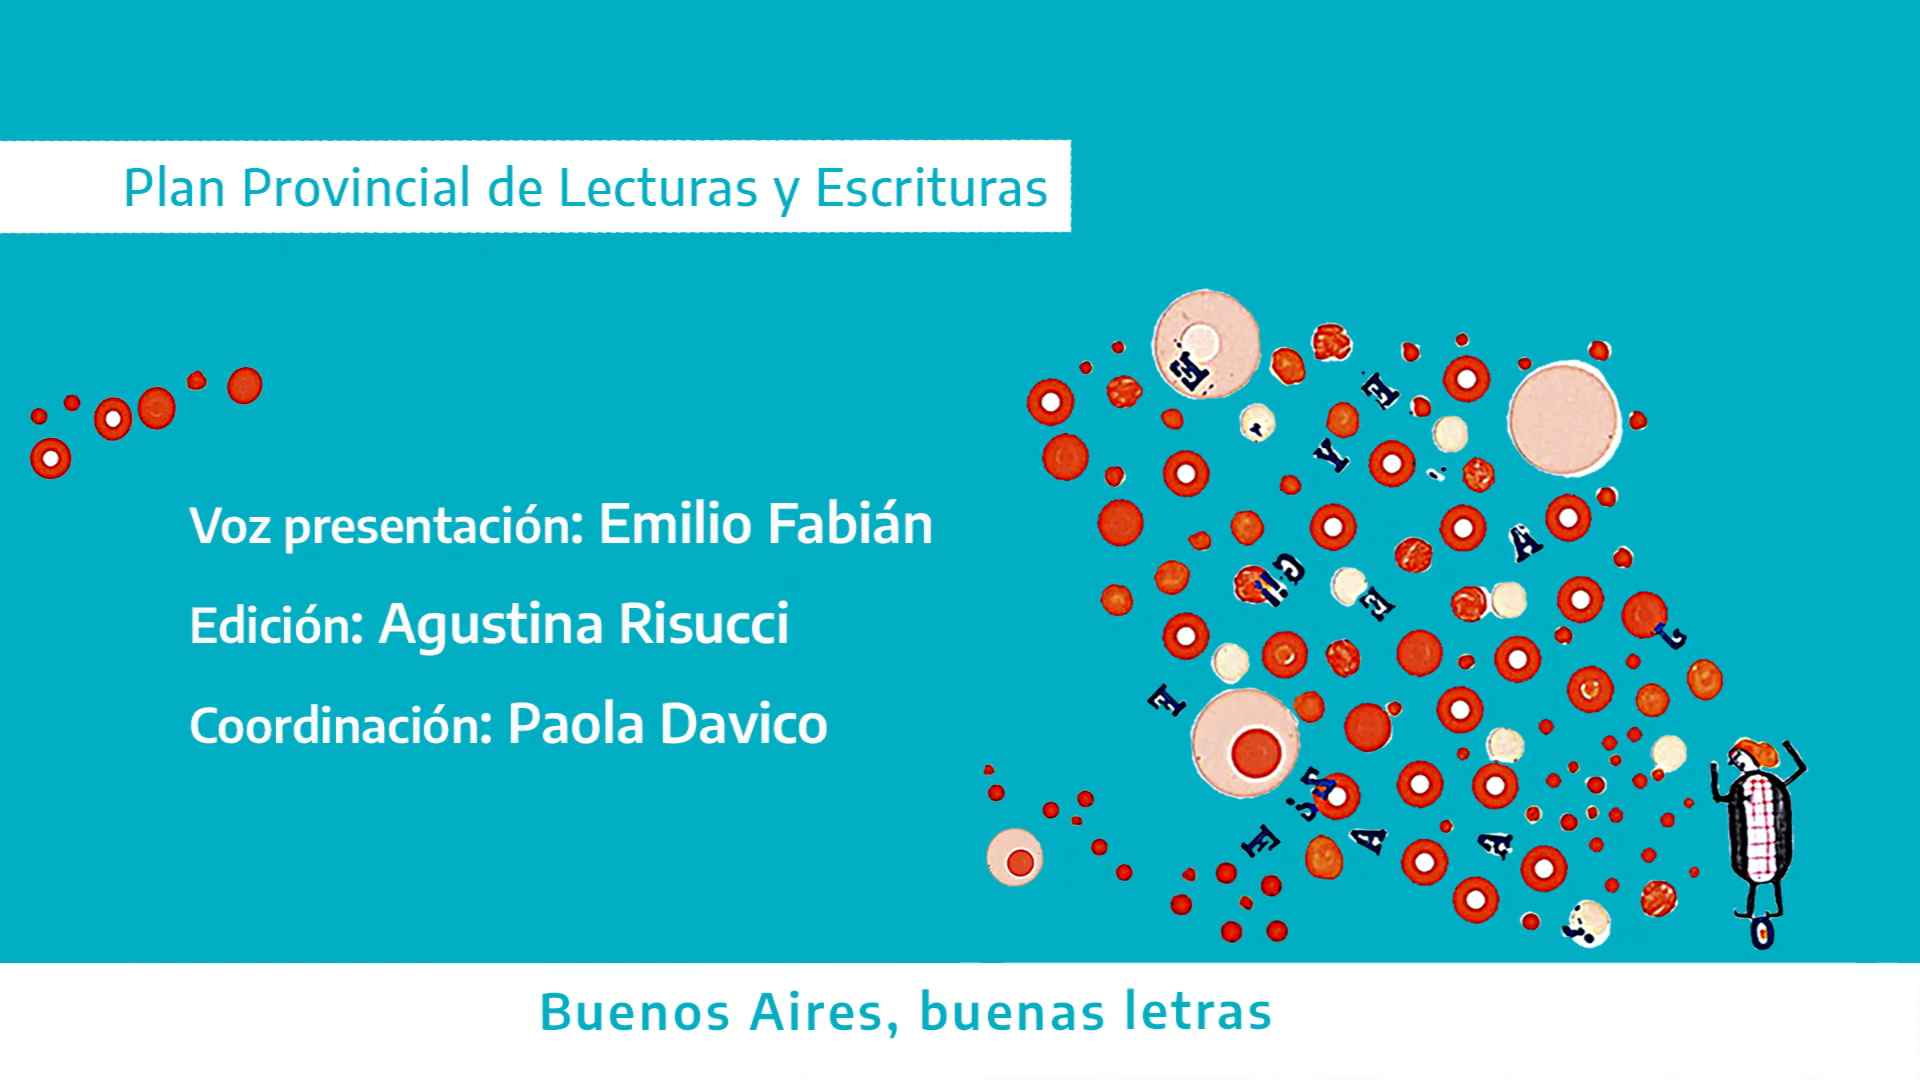 Plan Provincial de Lecturas y Escrituras
Voz presentación: Emilio Fabián
Edición: Agustina Risucci
Coordinación: Paola Davico
Buenos Aires, buenas letras